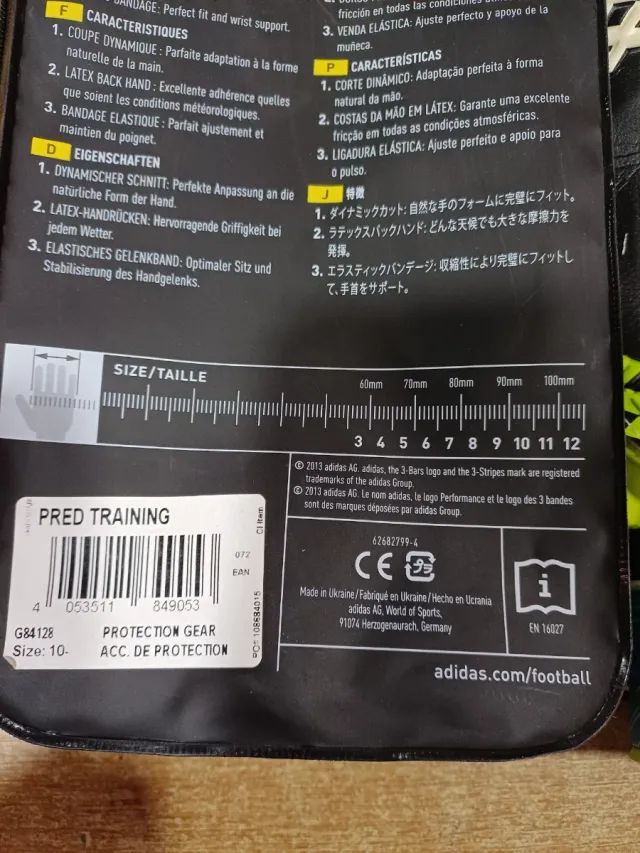 BANDAGE: Perfect fit and wrist support.
F CARACTERISTIQUES
1. COUPE DYNAMIQUE : Parfaite adaptation à la forme
naturelle de la main.
2. LATEX BACK HAND : Excellente adhérence quelles
que soient les conditions météorologiques.
3. BANDAGE ELASTIQUE : Parfait ajustement et
maintien du poignet.
D EIGENSCHAFTEN
1. DYNAMISCHER SCHNITT: Perfekte Anpassung an die
natürliche Form der Hand.
2. LATEX-HANDRÜCKEN: Hervorragende Griffigkeit bei
jedem Wetter.
3. ELASTISCHES GELENKBAND: Optimaler Sitz und
Stabilisierung des Handgelenks.
fricción en todas las condiciones
3. VENDA ELÁSTICA: Ajuste perfecto y apoyo de la
muñeca.
P CARACTERÍSTICAS
1. CORTE DINÂMICO: Adaptação perfeita à forma
natural da mão.
2. COSTAS DA MÃO EM LÁTEX: Garante uma excelente
fricção em todas as condições atmosféricas.
3. LIGADURA ELÁSTICA: Ajuste perfeito e apoio para
o pulso.
J 特徴
1. ダイナミックカット: 自然な手のフォームに完璧にフィット。
2. ラテックスバックハンド: どんな天候でも大きな摩擦力を
発揮。
3. エラスティックバンデージ: 収縮性により完璧にフィットし
て、手首をサポート。
SIZE/TAILLE
60mm 70mm 80mm 90mm 100mm
3 4 5 6 7 8 9 10 11 12
© 2013 adidas AG. adidas, the 3-Bars logo and the 3-Stripes mark are registered
trademarks of the adidas Group.
© 2013 adidas AG. Le nom adidas, le logo Performance et le logo des 3 bandes
sont des marques déposées par adidas Group.
PRED TRAINING
072
EAN
4 053511 849053
G84128 PROTECTION GEAR
Size: 10- ACC. DE PROTECTION
62682799-4
CE
Made in Ukraine/Fabriqué en Ukraine/Hecho en Ucrania
adidas AG, World of Sports,
91074 Herzogenaurach, Germany
i
EN 16027
adidas.com/football